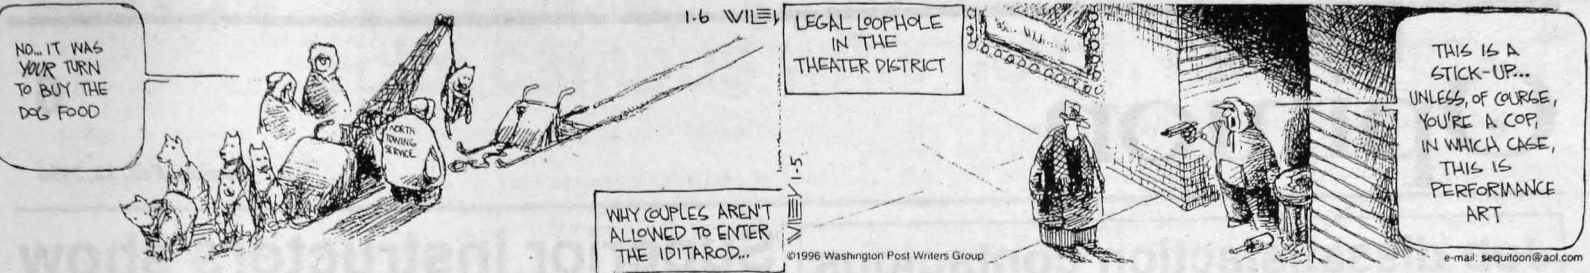 NO... IT WAS
YOUR TURN
TO BUY THE
DOG FOOD
NORTH
TOWING
SERVICE
1.6 WILEY
WHY COUPLES AREN'T
ALLOWED TO ENTER
THE IDITAROD...
WILEY 1-5
LEGAL LOOPHOLE
IN THE
THEATER DISTRICT
THIS IS A
STICK-UP...
UNLESS, OF COURSE,
YOU'RE A COP,
IN WHICH CASE,
THIS IS
PERFORMANCE
ART
©1996 Washington Post Writers Group
e-mail: sequitoon@aol.com
or instructor
how